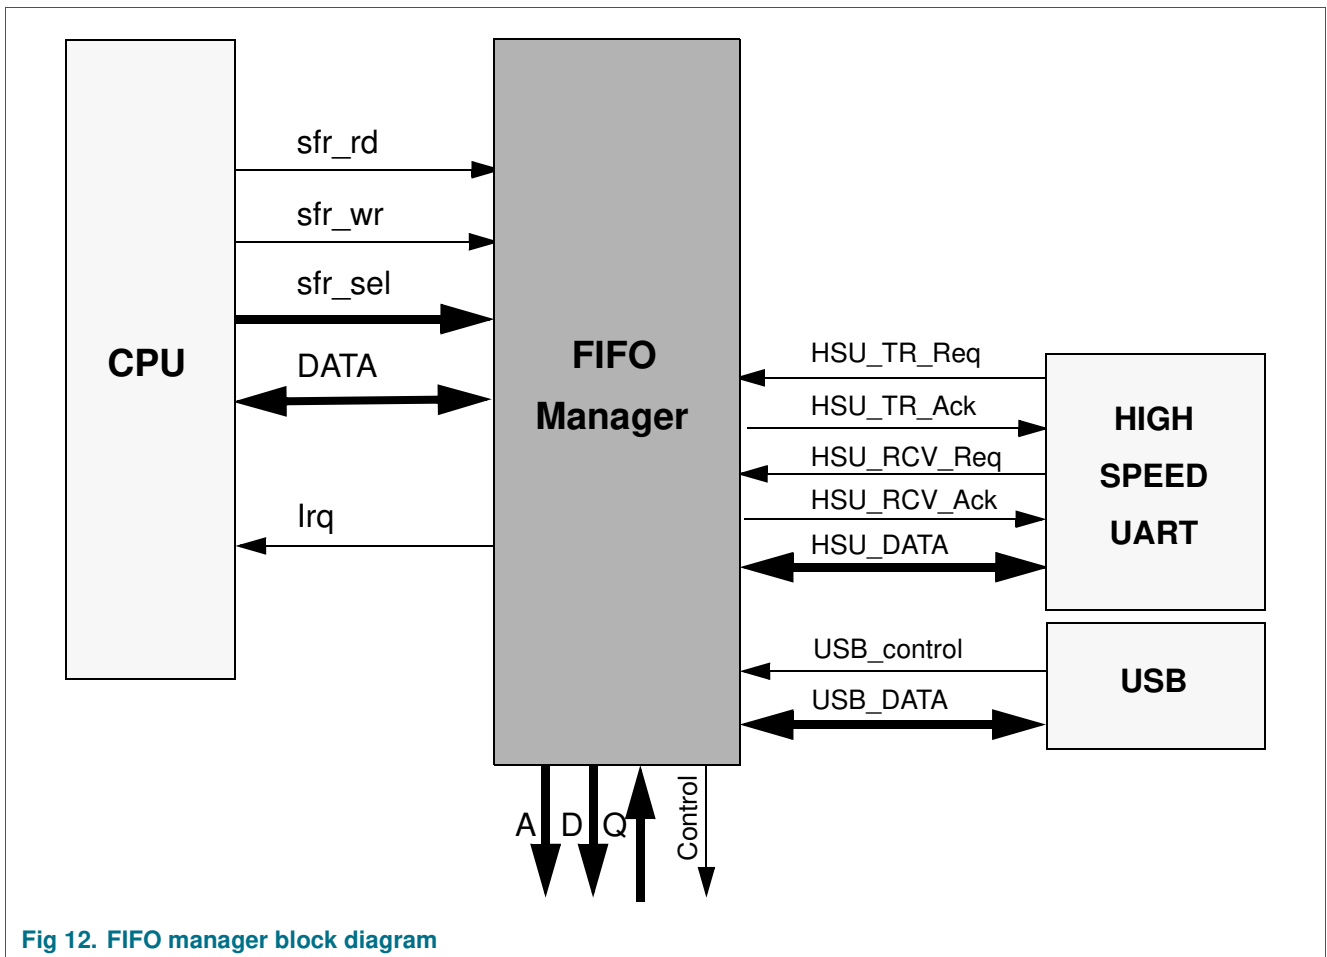 sfr_rd
sfr_wr
sfr_sel
CPU
DATA
Irq
FIFO
Manager
HSU_TR_Req
HSU_TR_Ack
HSU_RCV_Req
HSU_RCV_Ack
HSU_DATA
HIGH
SPEED
UART
USB_control
USB_DATA
USB
A D Q Control
Fig 12. FIFO manager block diagram